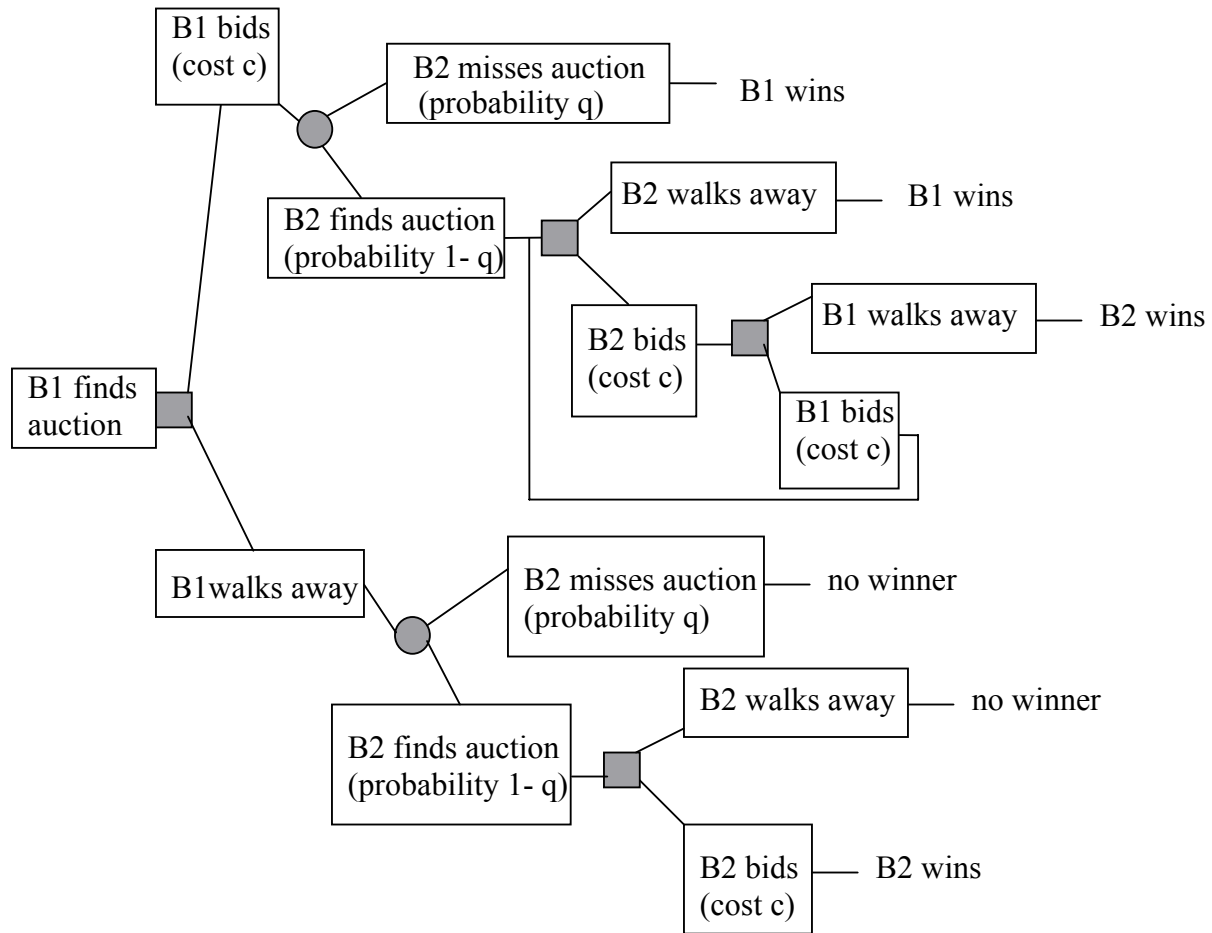 B1 bids
(cost c)
B2 misses auction
(probability q)
B1 wins
B2 finds auction
(probability 1- q)
B2 walks away
B1 wins
B2 bids
(cost c)
B1 walks away
B2 wins
B1 bids
(cost c)
B1 finds
auction
B1walks away
B2 misses auction
(probability q)
no winner
B2 finds auction
(probability 1- q)
B2 walks away
no winner
B2 bids
(cost c)
B2 wins